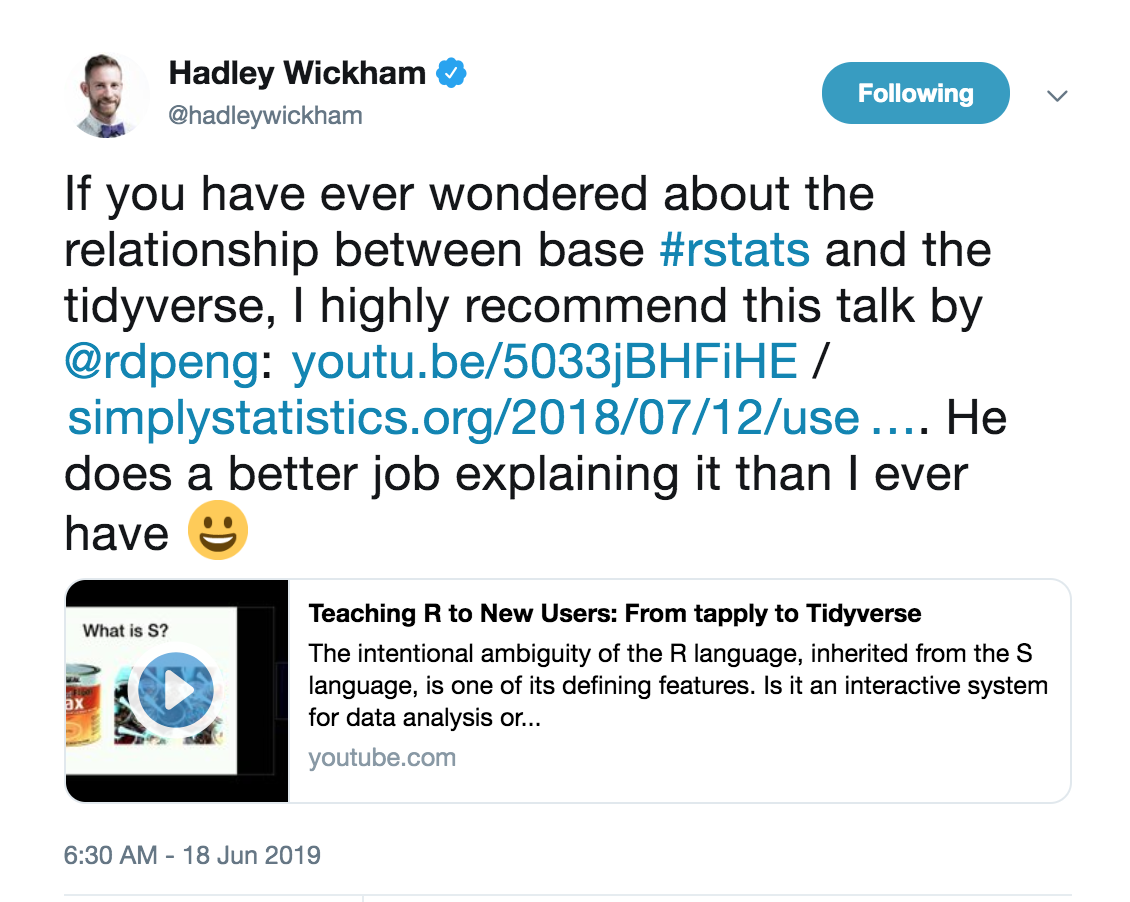 Hadley Wickham
@hadleywickham
Following
If you have ever wondered about the
relationship between base #rstats and the
tidyverse, I highly recommend this talk by
@rdpeng: youtu.be/5033jBHFiHE /
simplystatistics.org/2018/07/12/use …. He
does a better job explaining it than I ever
have 😀
What is S?
ax
Teaching R to New Users: From tapply to Tidyverse
The intentional ambiguity of the R language, inherited from the S
language, is one of its defining features. Is it an interactive system
for data analysis or...
youtube.com
6:30 AM - 18 Jun 2019